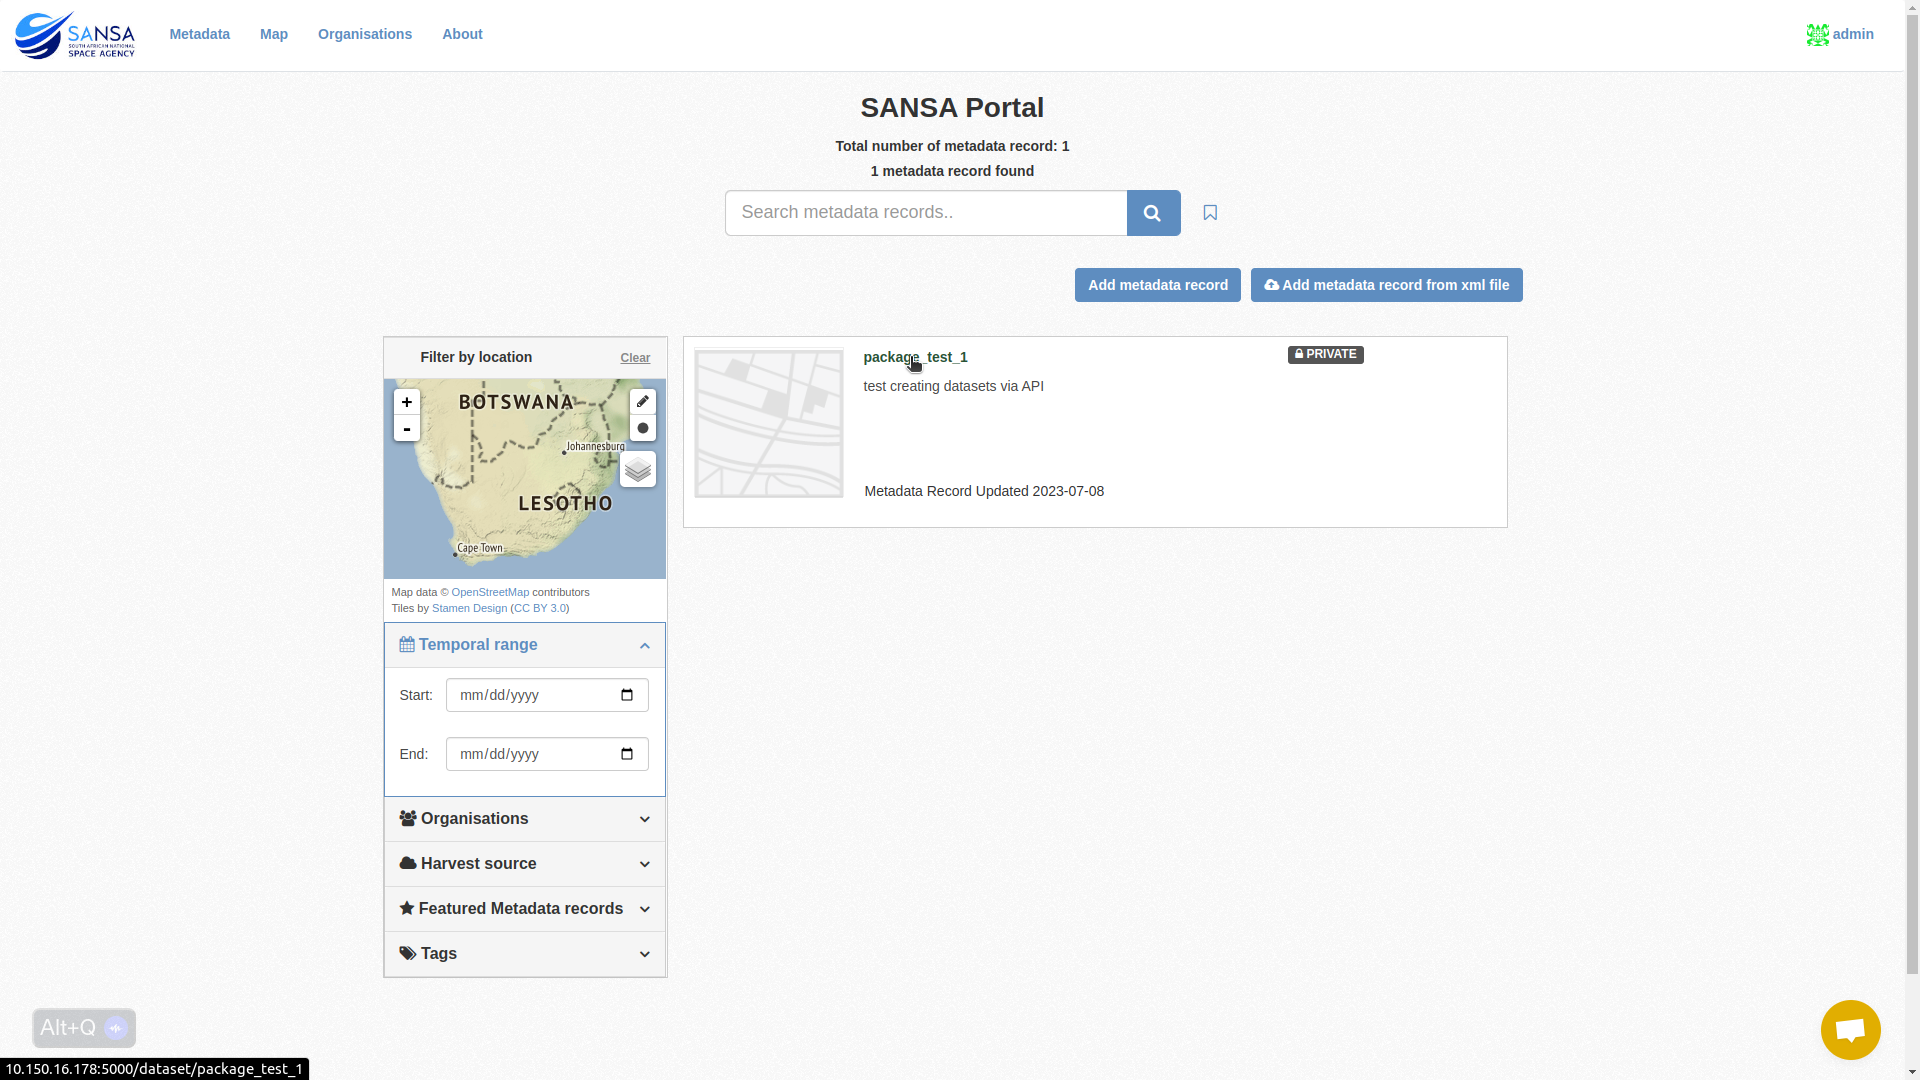 SANSA
SOUTH AFRICAN NATIONAL
SPACE AGENCY
Metadata
Map
Organisations
About
admin
SANSA Portal
Total number of metadata record: 1
1 metadata record found
Search metadata records..
Add metadata record
Add metadata record from xml file
Filter by location
Clear
+
-
BOTSWANA
Johannesburg
LESOTHO
Cape Town
Map data © OpenStreetMap contributors
Tiles by Stamen Design (CC BY 3.0)
Temporal range
Start:
mm/dd/yyyy
End:
mm/dd/yyyy
Organisations
Harvest source
Featured Metadata records
Tags
package_test_1
PRIVATE
test creating datasets via API
Metadata Record Updated 2023-07-08
Alt+Q
10.150.16.178:5000/dataset/package_test_1